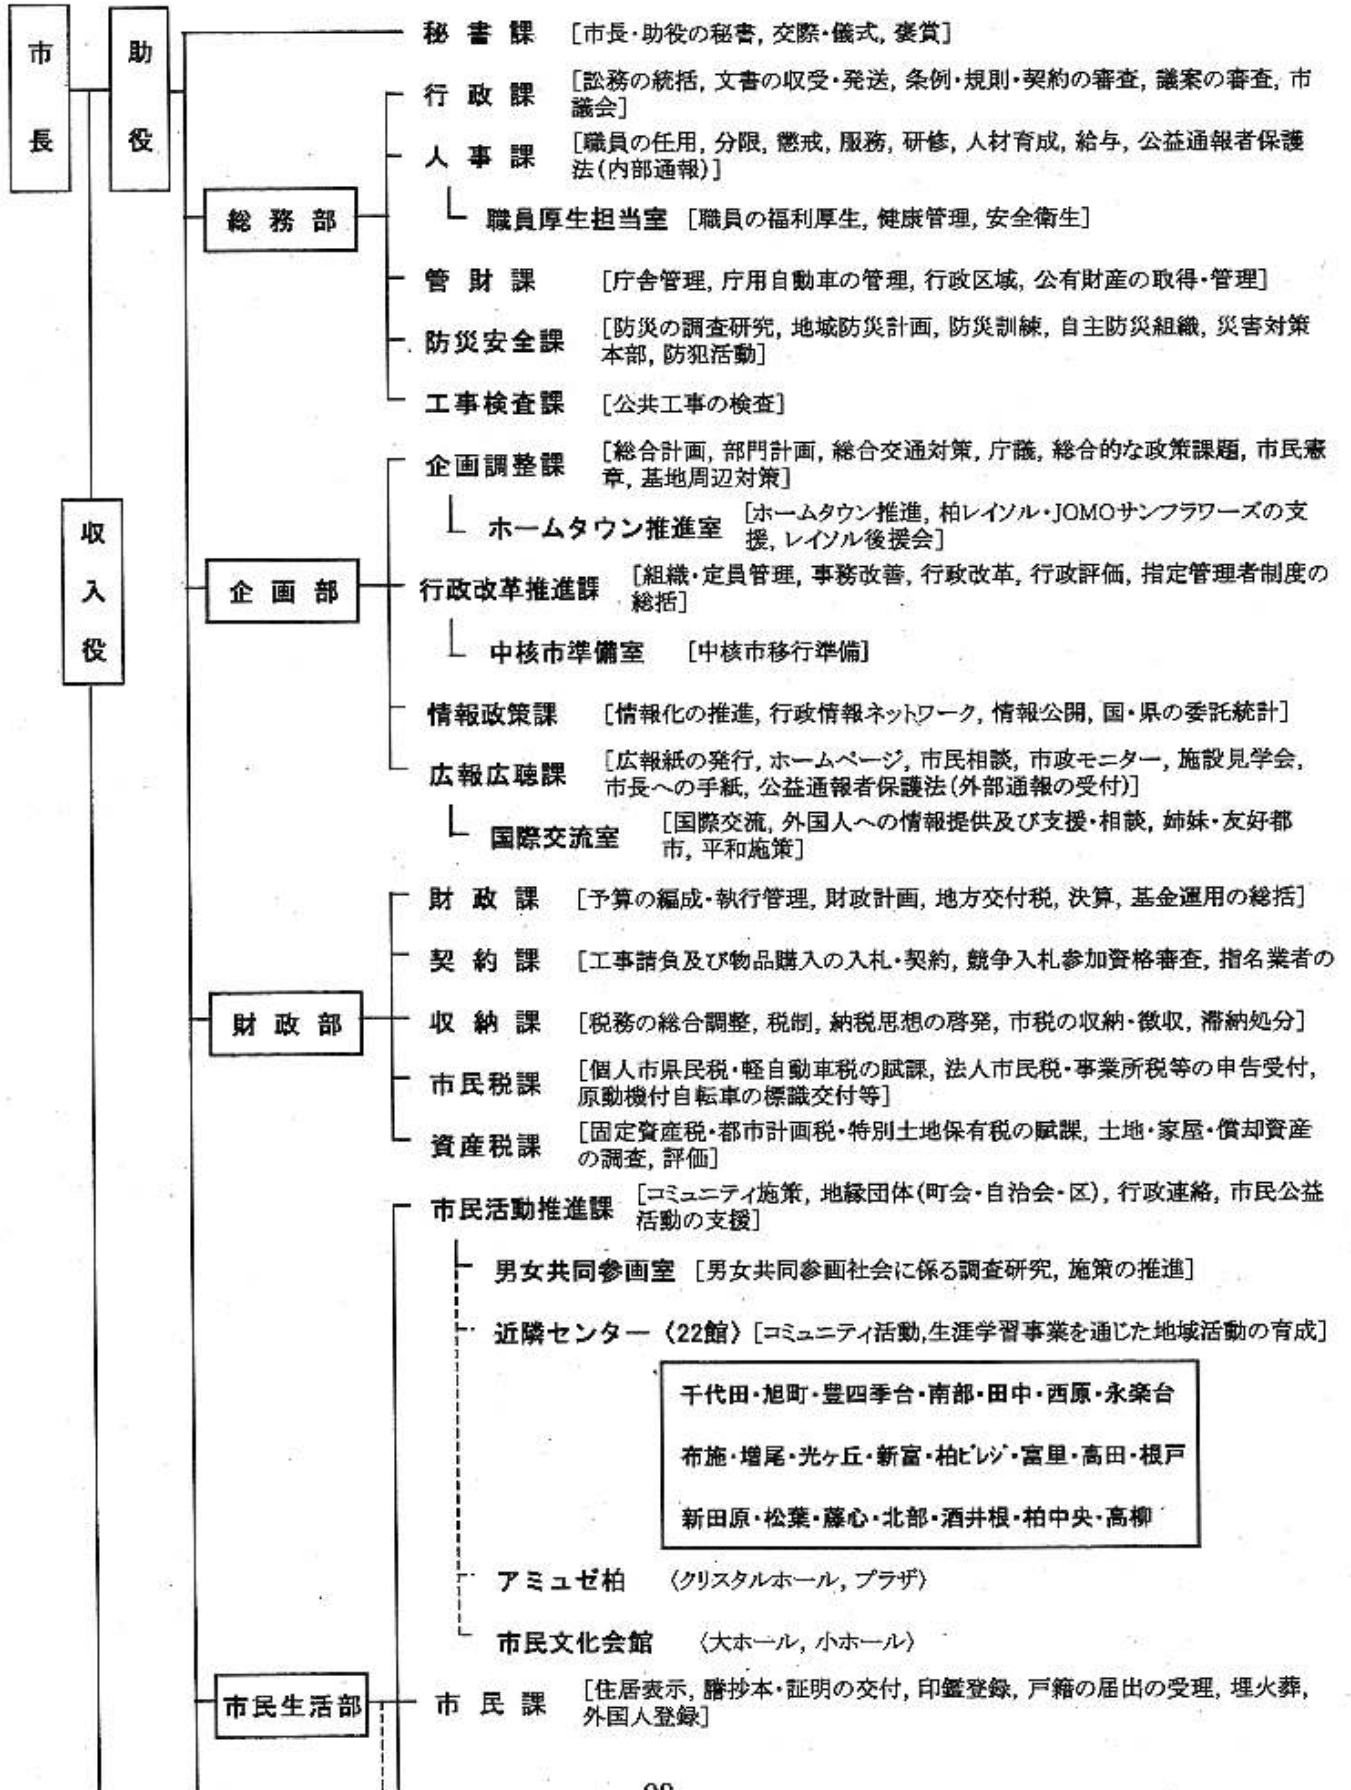 市長
助役
秘書課 [市長・助役の秘書, 交際・儀式, 褒賞]
行政課 [訟務の統括, 文書の収受・発送, 条例・規則・契約の審査, 議案の審査, 市
議会]
人事課 [職員の任用, 分限, 懲戒, 服務, 研修, 人材育成, 給与, 公益通報者保護
法(内部通報)]
総務部
職員厚生担当室 [職員の福利厚生, 健康管理, 安全衛生]
管財課 [庁舎管理, 庁用自動車の管理, 行政区域, 公有財産の取得・管理]
防災安全課 [防災の調査研究, 地域防災計画, 防災訓練, 自主防災組織, 災害対策
本部, 防犯活動]
工事検査課 [公共工事の検査]
企画調整課 [総合計画, 部門計画, 総合交通対策, 庁議, 総合的な政策課題, 市民憲
章, 基地周辺対策]
収入役
ホームタウン推進室 [ホームタウン推進, 柏レイソル・JOMOサンフラワーズの支
援, レイソル後援会]
企画部
行政改革推進課 [組織・定員管理, 事務改善, 行政改革, 行政評価, 指定管理者制度の
総括]
中核市準備室 [中核市移行準備]
情報政策課 [情報化の推進, 行政情報ネットワーク, 情報公開, 国・県の委託統計]
広報広聴課 [広報紙の発行, ホームページ, 市民相談, 市政モニター, 施設見学会,
市長への手紙, 公益通報者保護法(外部通報の受付)]
国際交流室 [国際交流, 外国人への情報提供及び支援・相談, 姉妹・友好都
市, 平和施策]
財政課 [予算の編成・執行管理, 財政計画, 地方交付税, 決算, 基金運用の総括]
契約課 [工事請負及び物品購入の入札・契約, 競争入札参加資格審査, 指名業者の
財政部
収納課 [税務の総合調整, 税制, 納税思想の啓発, 市税の収納・徴収, 滞納処分]
市民税課 [個人市県民税・軽自動車税の賦課, 法人市民税・事業所税等の申告受付,
原動機付自転車の標識交付等]
資産税課 [固定資産税・都市計画税・特別土地保有税の賦課, 土地・家屋・償却資産
の調査, 評価]
市民活動推進課 [コミュニティ施策, 地縁団体(町会・自治会・区), 行政連絡, 市民公益
活動の支援]
男女共同参画室 [男女共同参画社会に係る調査研究, 施策の推進]
近隣センター〈22館〉[コミュニティ活動,生涯学習事業を通じた地域活動の育成]
千代田・旭町・豊四季台・南部・田中・西原・永楽台
布施・増尾・光ヶ丘・新富・柏ビレジ・富里・高田・根戸
新田原・松葉・藤心・北部・酒井根・柏中央・高柳
アミュゼ柏 〈クリスタルホール, プラザ〉
市民文化会館 〈大ホール, 小ホール〉
市民生活部
市民課 [住居表示, 謄抄本・証明の交付, 印鑑登録, 戸籍の届出の受理, 埋火葬,
外国人登録]